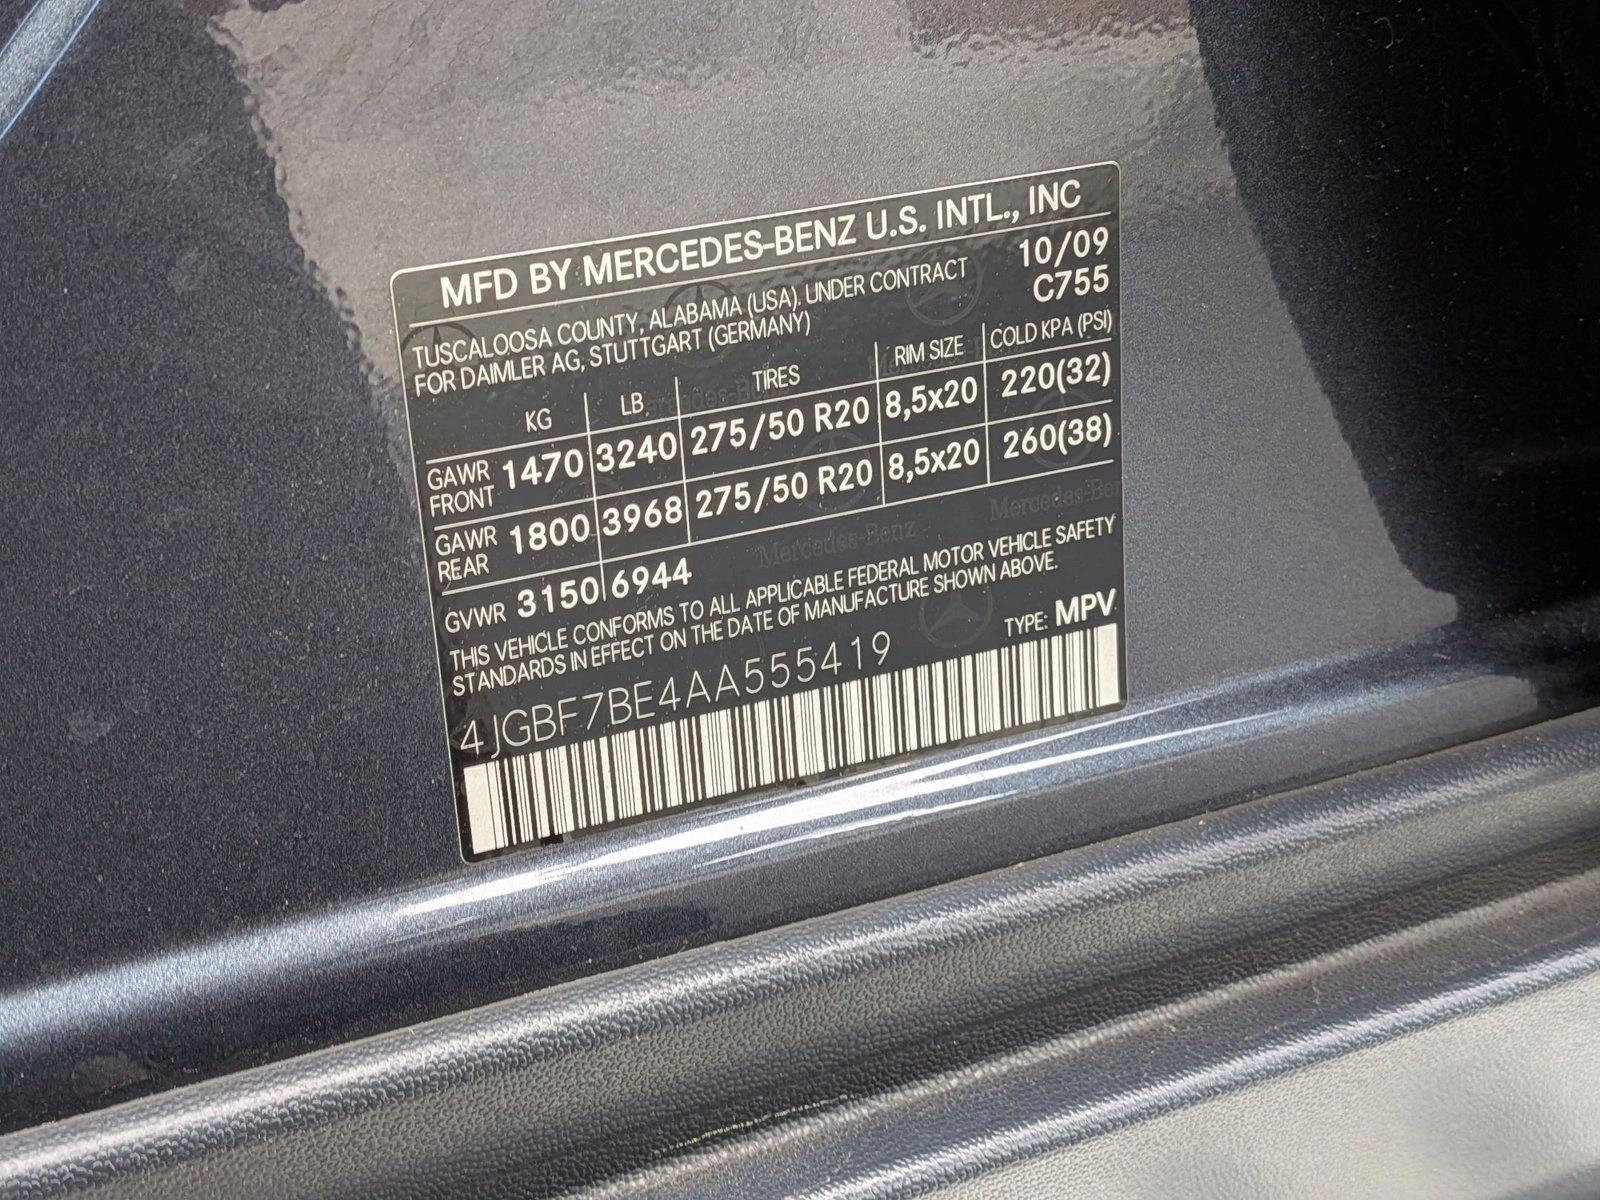 MFD BY MERCEDES-BENZ U.S. INTL., INC
TUSCALOOSA COUNTY, ALABAMA (USA), UNDER CONTRACT 10/09
FOR DAIMLER AG, STUTTGART (GERMANY) C755
KG LB TIRES RIM SIZE COLD KPA (PSI)
GAWR FRONT 1470 3240 275/50 R20 8,5x20 220(32)
GAWR REAR 1800 3968 275/50 R20 8,5x20 260(38)
GVWR 3150 6944
THIS VEHICLE CONFORMS TO ALL APPLICABLE FEDERAL MOTOR VEHICLE SAFETY
STANDARDS IN EFFECT ON THE DATE OF MANUFACTURE SHOWN ABOVE.
4JGBF7BE4AA555419 TYPE: MPV
Mercedes-Benz